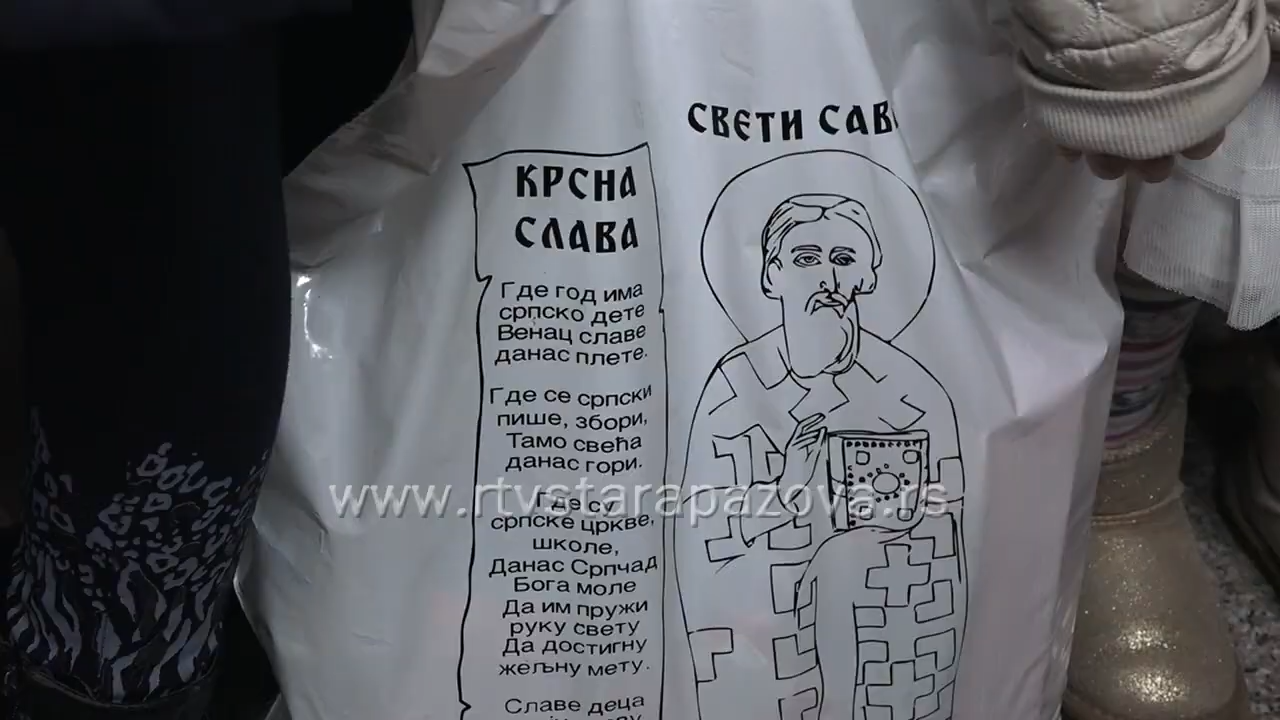 СВЕТИ
КРСНА
СЛАВА
Где год има
српско дете
Венац славе
данас плете.
Где се српски
пише, збори,
Тамо свећа
данас гори.
Где су
српске цркве,
школе,
Данас Српчад
Бога моле
Да им пружи
руку свету
Да достигну
жељну мету.
Славе деца
www.rtvstarapazova.rs